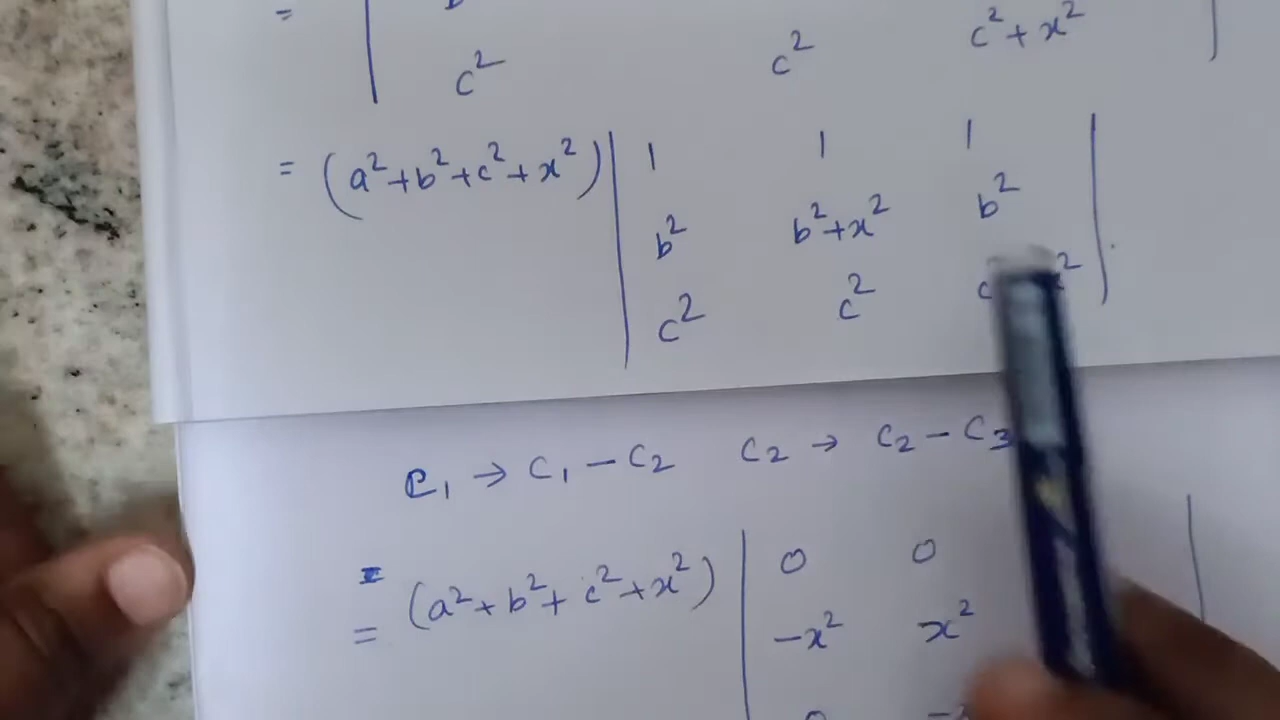 =
c² c² c²+x²
= (a²+b²+c²+x²) | 1 1 1 |
b² b²+x² b²
c² c²
C₁ → C₁ - C₂ C₂ → C₂ - C₃
= (a²+b²+c²+x²) | 0 0
-x² x²